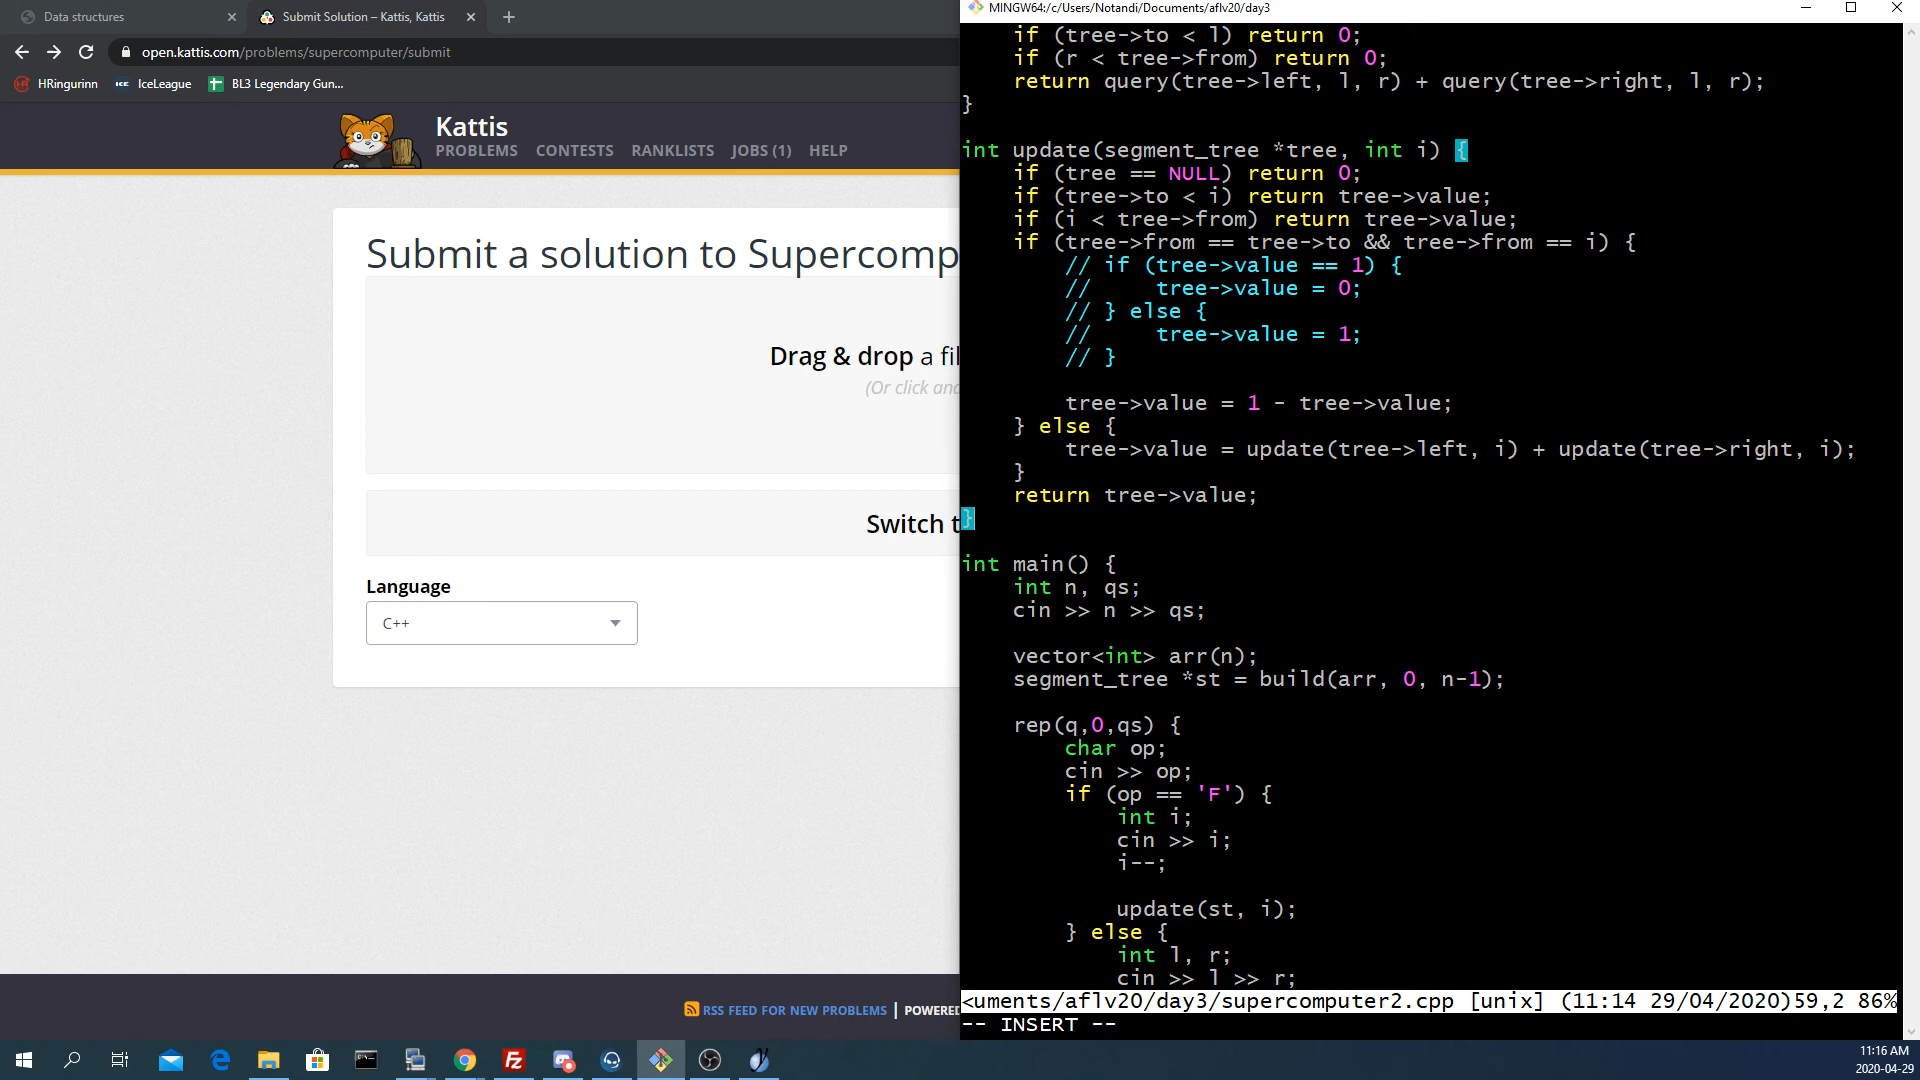 Data structures
Submit Solution – Kattis, Kattis
open.kattis.com/problems/supercomputer/submit
HRingurinn
IceLeague
BL3 Legendary Gun...
Kattis
PROBLEMS CONTESTS RANKLISTS JOBS (1) HELP
Submit a solution to Supercomp
Drag & drop a fil
(Or click and
Switch t
Language
C++
RSS FEED FOR NEW PROBLEMS | POWERED
MINGW64:/c/Users/Notandi/Documents/aflv20/day3
    if (tree->to < l) return 0;
    if (r < tree->from) return 0;
    return query(tree->left, l, r) + query(tree->right, l, r);
}
int update(segment_tree *tree, int i) {
    if (tree == NULL) return 0;
    if (tree->to < i) return tree->value;
    if (i < tree->from) return tree->value;
    if (tree->from == tree->to && tree->from == i) {
        // if (tree->value == 1) {
        //     tree->value = 0;
        // } else {
        //     tree->value = 1;
        // }
        tree->value = 1 - tree->value;
    } else {
        tree->value = update(tree->left, i) + update(tree->right, i);
    }
    return tree->value;
}
int main() {
    int n, qs;
    cin >> n >> qs;
    vector<int> arr(n);
    segment_tree *st = build(arr, 0, n-1);
    rep(q,0,qs) {
        char op;
        cin >> op;
        if (op == 'F') {
            int i;
            cin >> i;
            i--;
            update(st, i);
        } else {
            int l, r;
            cin >> l >> r;
<uments/aflv20/day3/supercomputer2.cpp [unix] (11:14 29/04/2020)59,2 86%
-- INSERT --
11:16 AM
2020-04-29